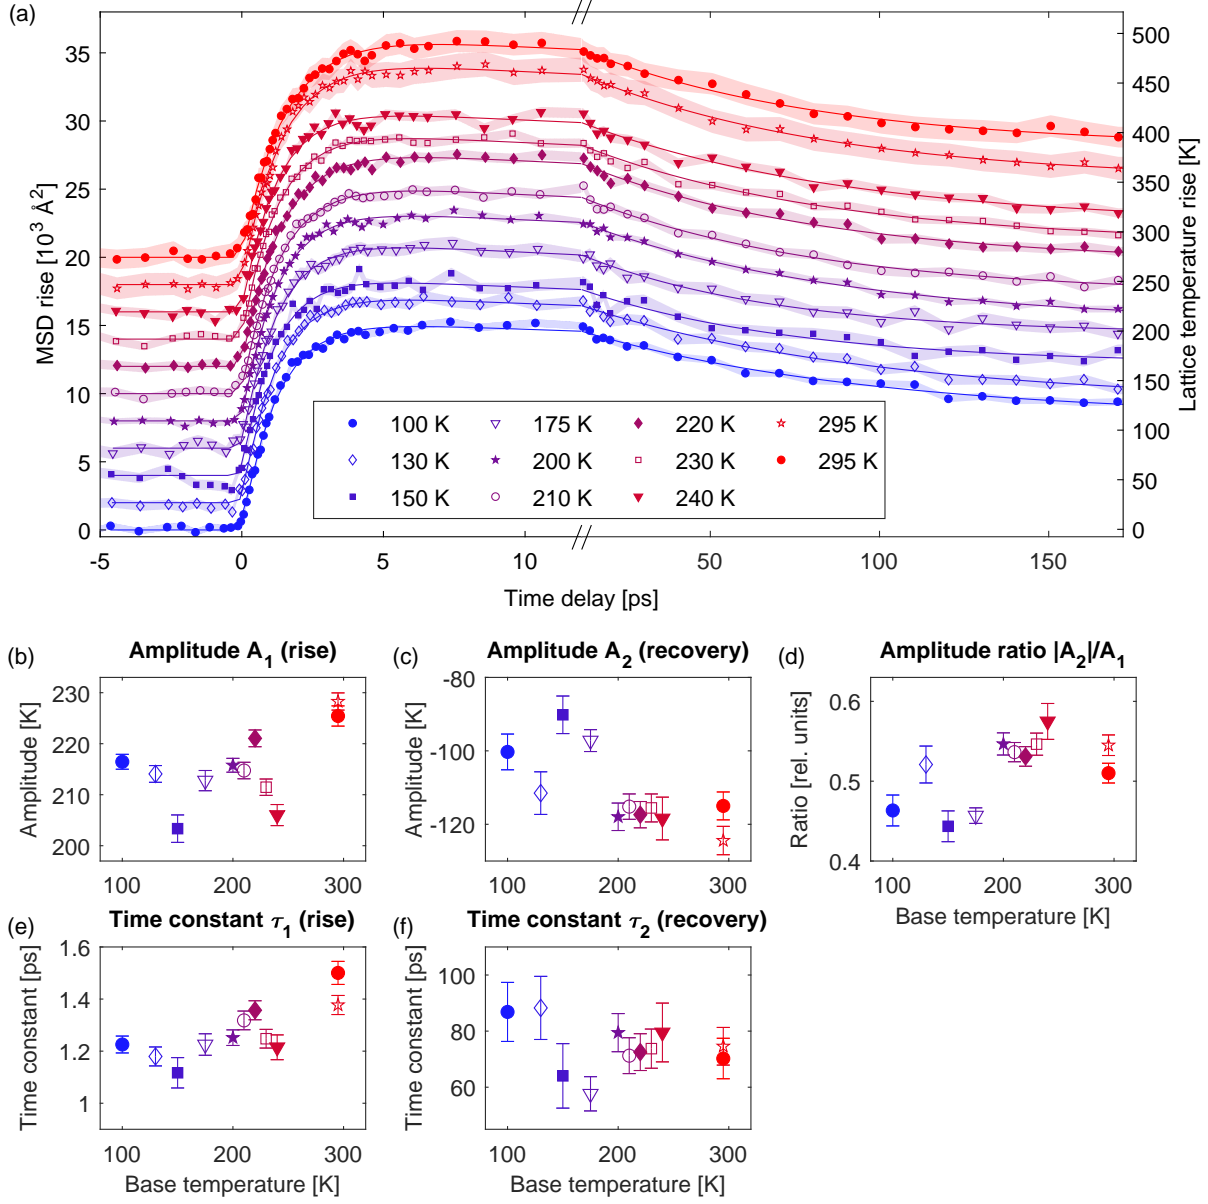 (a)
MSD rise [10³ Å²]
35
30
25
20
15
10
5
0
500
450
400
350
300
250
200
150
100
50
0
Lattice temperature rise [K]
100 K
175 K
220 K
295 K
130 K
200 K
230 K
295 K
150 K
210 K
240 K
-5
0
5
10
50
100
150
Time delay [ps]
(b)
Amplitude A₁ (rise)
Amplitude [K]
230
220
210
200
100
200
300
(c)
Amplitude A₂ (recovery)
Amplitude [K]
-80
-100
-120
100
200
300
(d)
Amplitude ratio |A₂|/A₁
Ratio [rel. units]
0.6
0.5
0.4
100
200
300
Base temperature [K]
(e)
Time constant τ₁ (rise)
Time constant [ps]
1.6
1.4
1.2
1
100
200
300
Base temperature [K]
(f)
Time constant τ₂ (recovery)
Time constant [ps]
100
80
60
100
200
300
Base temperature [K]